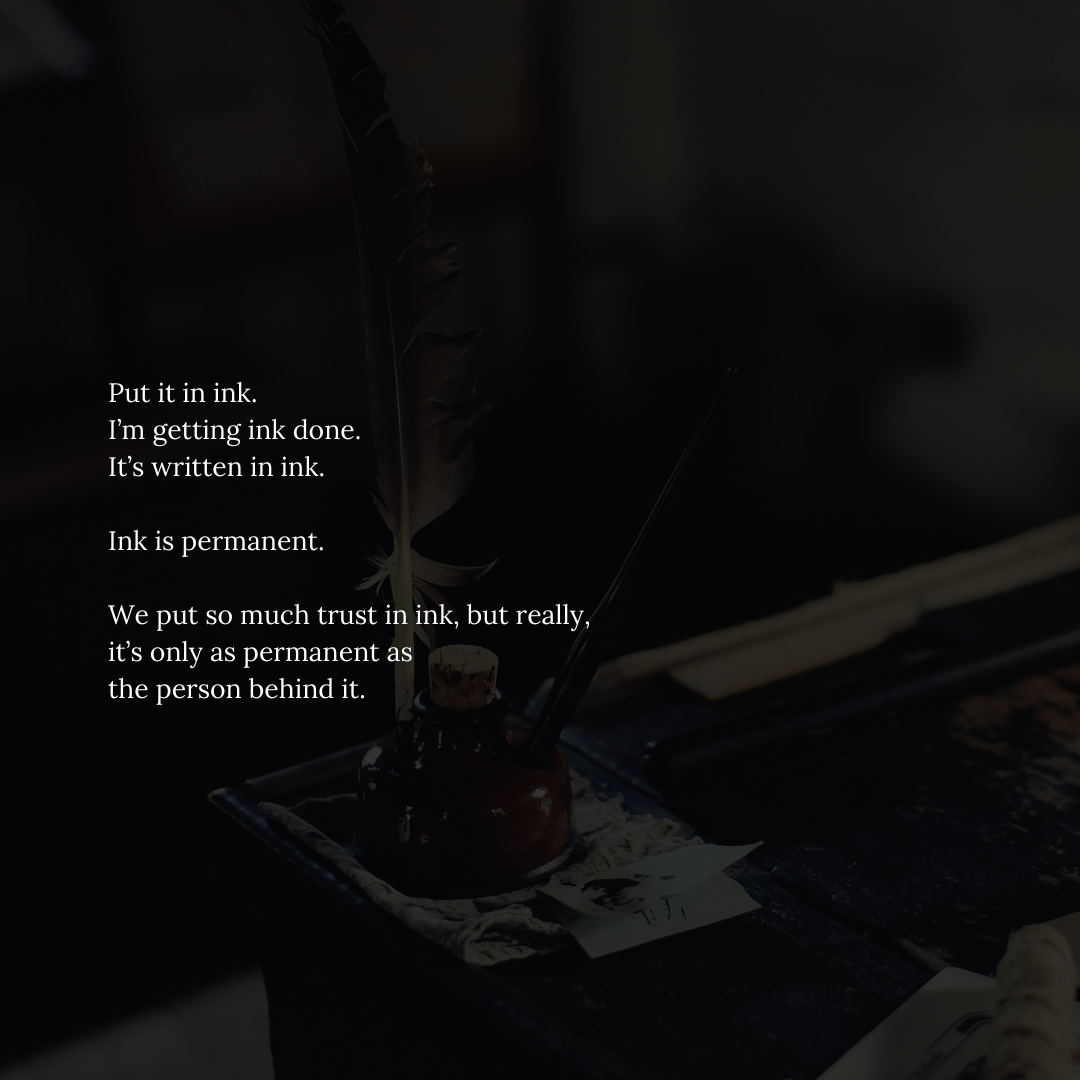 Put it in ink.
I’m getting ink done.
It’s written in ink.
Ink is permanent.
We put so much trust in ink, but really,
it’s only as permanent as
the person behind it.